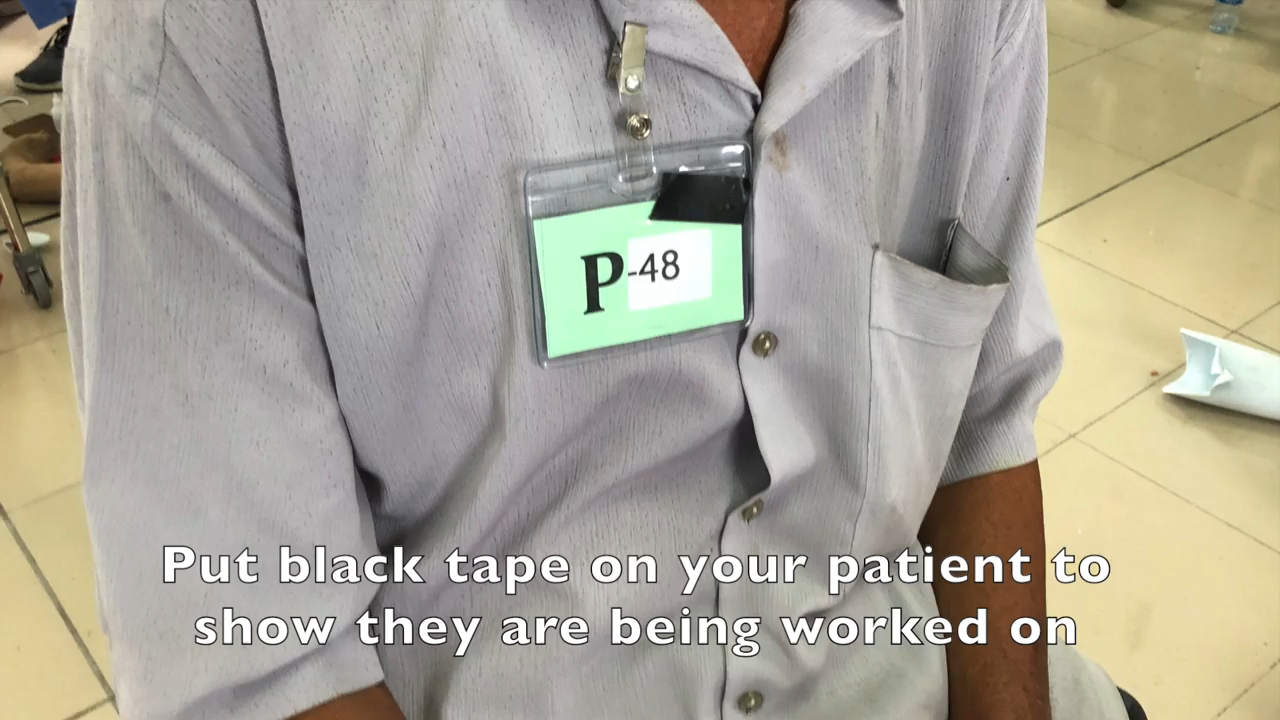 P-48
Put black tape on your patient to
show they are being worked on